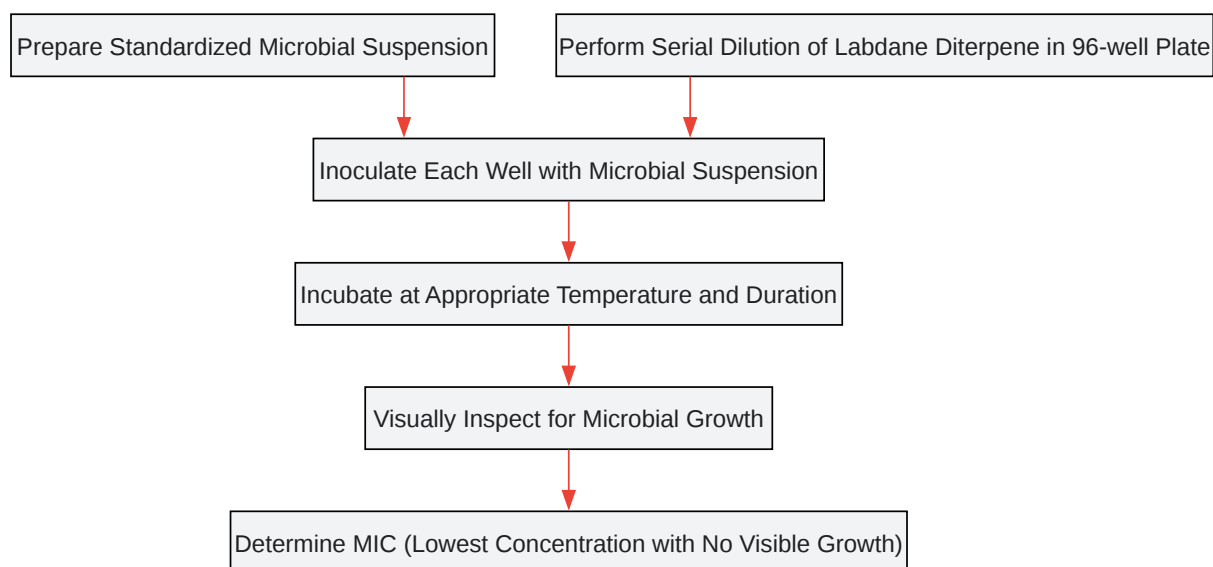 Prepare Standardized Microbial Suspension
Perform Serial Dilution of Labdane Diterpene in 96-well Plate
Inoculate Each Well with Microbial Suspension
Incubate at Appropriate Temperature and Duration
Visually Inspect for Microbial Growth
Determine MIC (Lowest Concentration with No Visible Growth)